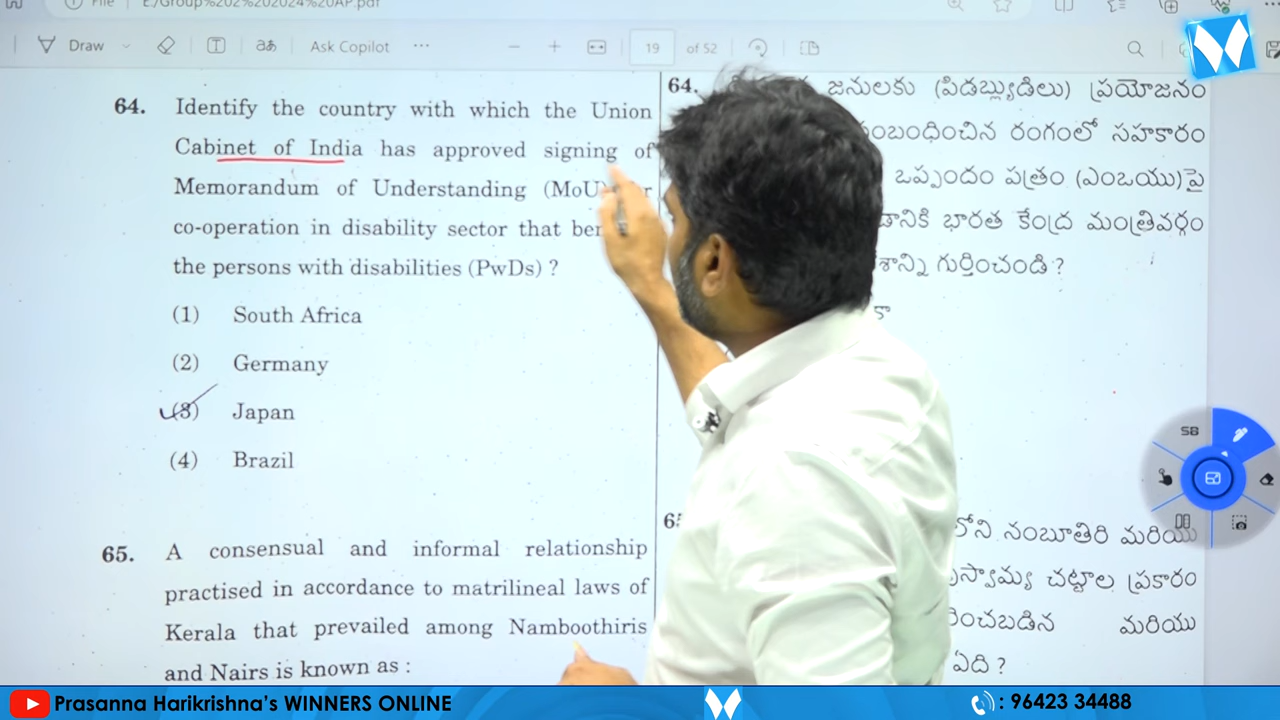 File
E:/Group%202%202024%20AP.pdf
Draw
T
aあ
Ask Copilot
19
of 52
64. Identify the country with which the Union
Cabinet of India has approved signing of
Memorandum of Understanding (MoU)
co-operation in disability sector that
the persons with disabilities (PwDs) ?
(1) South Africa
(2) Germany
(3) Japan
(4) Brazil
65. A consensual and informal relationship
practised in accordance to matrilineal laws of
Kerala that prevailed among Namboothiris
and Nairs is known as :
64. జనులకు (పిడబ్ల్యుడిలు) ప్రయోజనం
రంగంలో సహకారం
ఒప్పందం పత్రం (ఎంఒయు)పై
భారత కేంద్ర మంత్రివర్గం
గుర్తించండి ?
నంబూతిరి మరియు
చట్టాల ప్రకారం
మరియు
ఏది ?
SB
Prasanna Harikrishna's WINNERS ONLINE
: 96423 34488